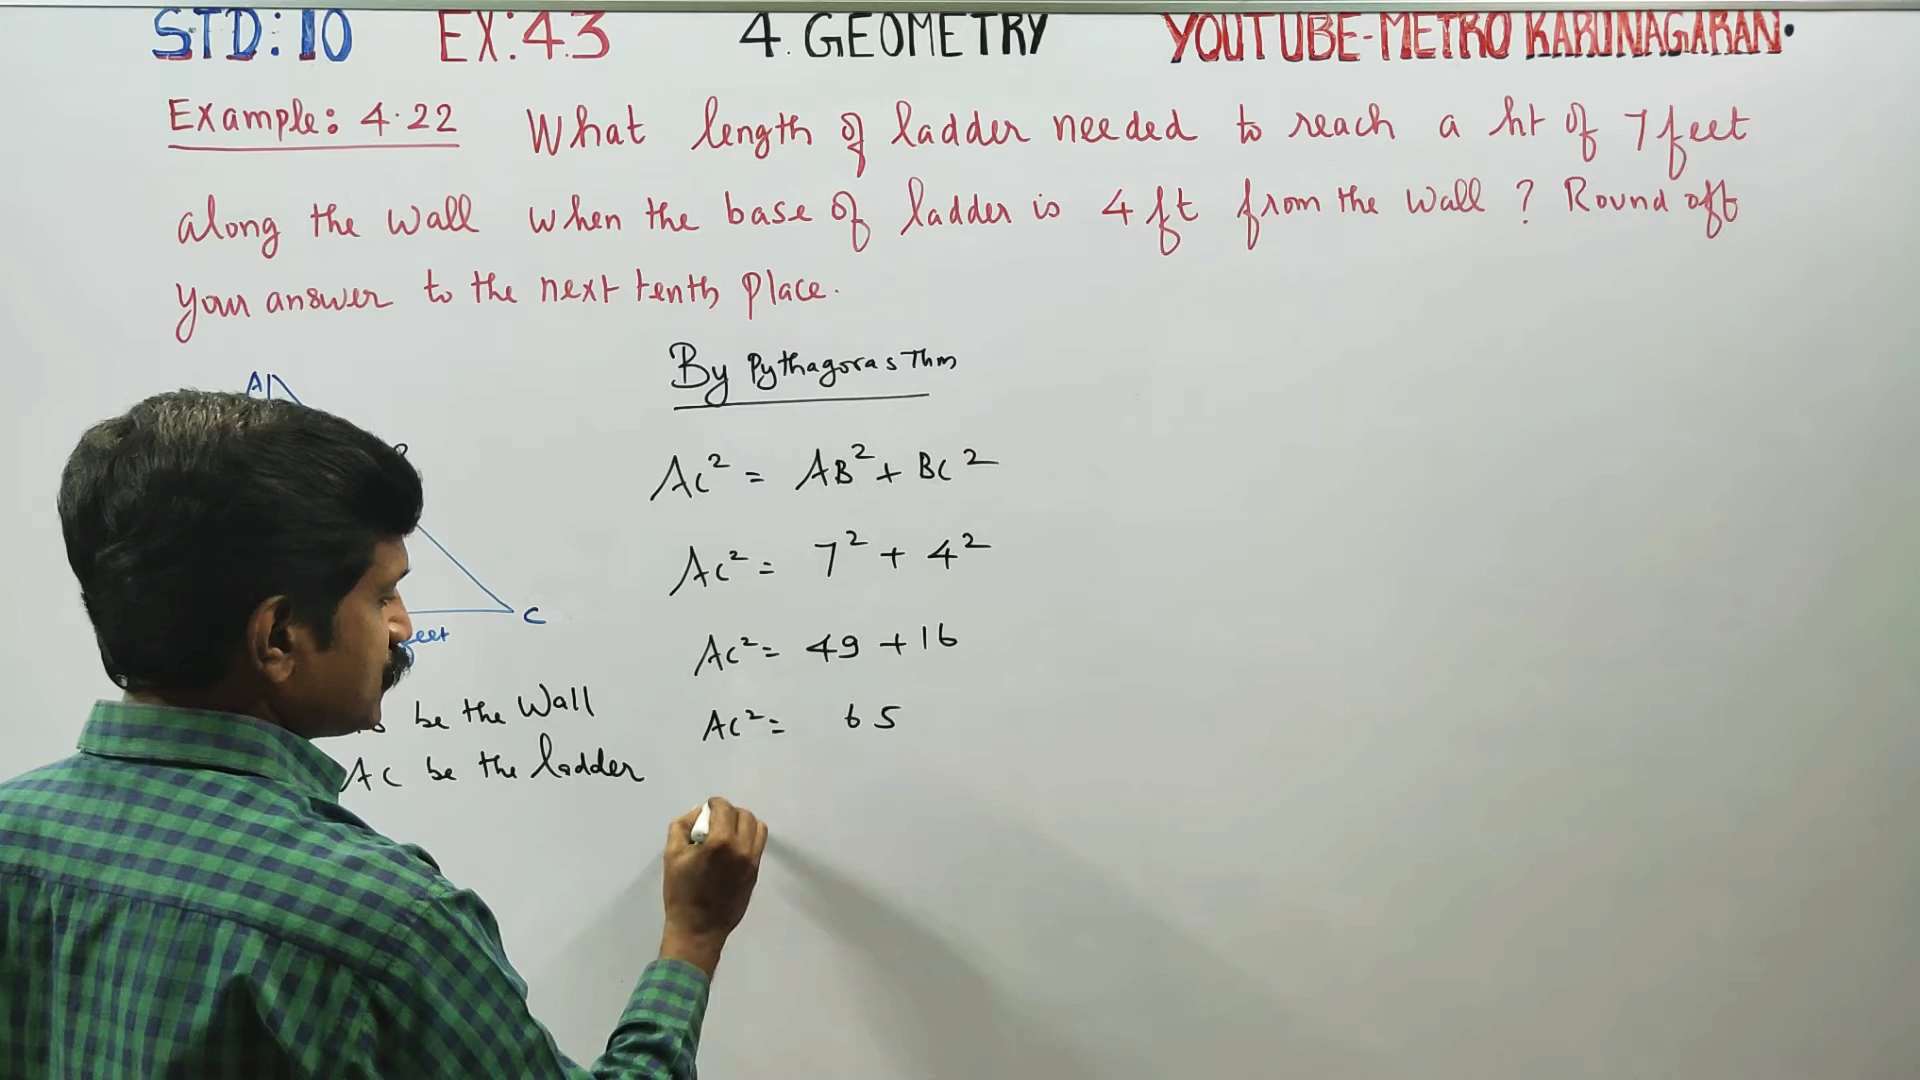 STD:10 EX:4.3 4. GEOMETRY YOUTUBE-METRO KARUNAGARAN.
Example: 4.22 What length of ladder needed to reach a ht of 7 feet
along the Wall when the base of ladder is 4 ft from the Wall ? Round off
your answer to the next tenth place.
By Pythagoras Thm
A
AC² = AB² + BC²
AC² = 7² + 4²
C
AC² = 49 + 16
be the Wall
AC² = 65
AC be the ladder